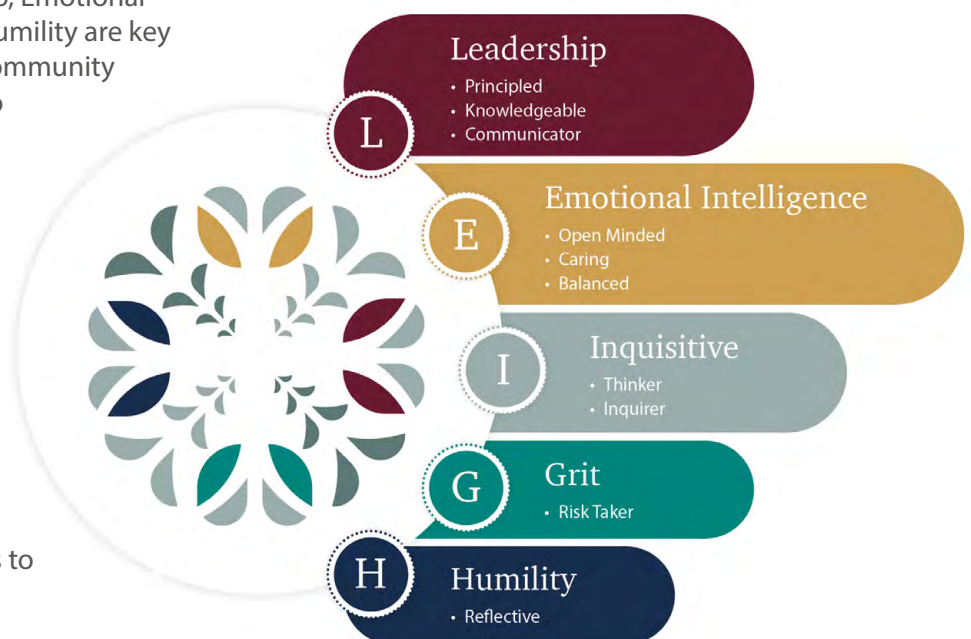 Emotional
umility are key
ommunity
L
Leadership
• Principled
• Knowledgeable
• Communicator
E
Emotional Intelligence
• Open Minded
• Caring
• Balanced
I
Inquisitive
• Thinker
• Inquirer
G
Grit
• Risk Taker
to
H
Humility
• Reflective